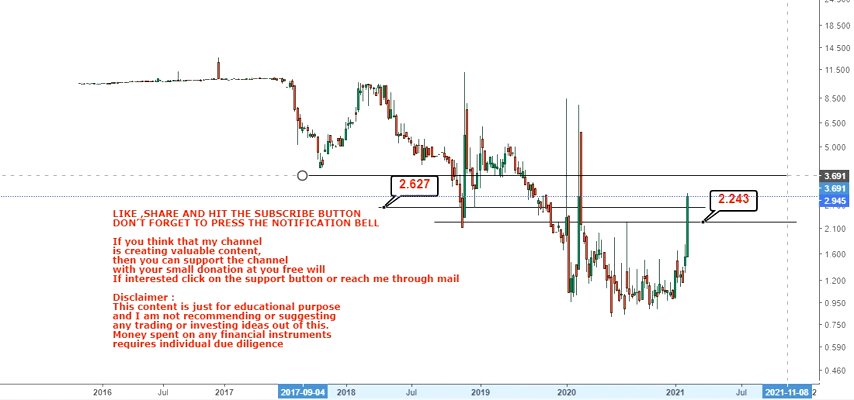 24.500
18.500
14.500
11.500
8.500
6.500
5.000
3.691
3.691
2.945
2.627
2.243
2.100
1.600
1.200
0.950
0.750
0.590
0.460
LIKE ,SHARE AND HIT THE SUBSCRIBE BUTTON
DON'T FORGET TO PRESS THE NOTIFICATION BELL
If you think that my channel
is creating valuable content,
then you can support the channel
with your small donation at you free will
If interested click on the support button or reach me through mail
Disclaimer :
This content is just for educational purpose
and I am not recommending or suggesting
any trading or investing ideas out of this.
Money spent on any financial instruments
requires individual due diligence
2016 Jul 2017 2017-09-04 2018 Jul 2019 2020 2021 Jul 2021-11-08 2